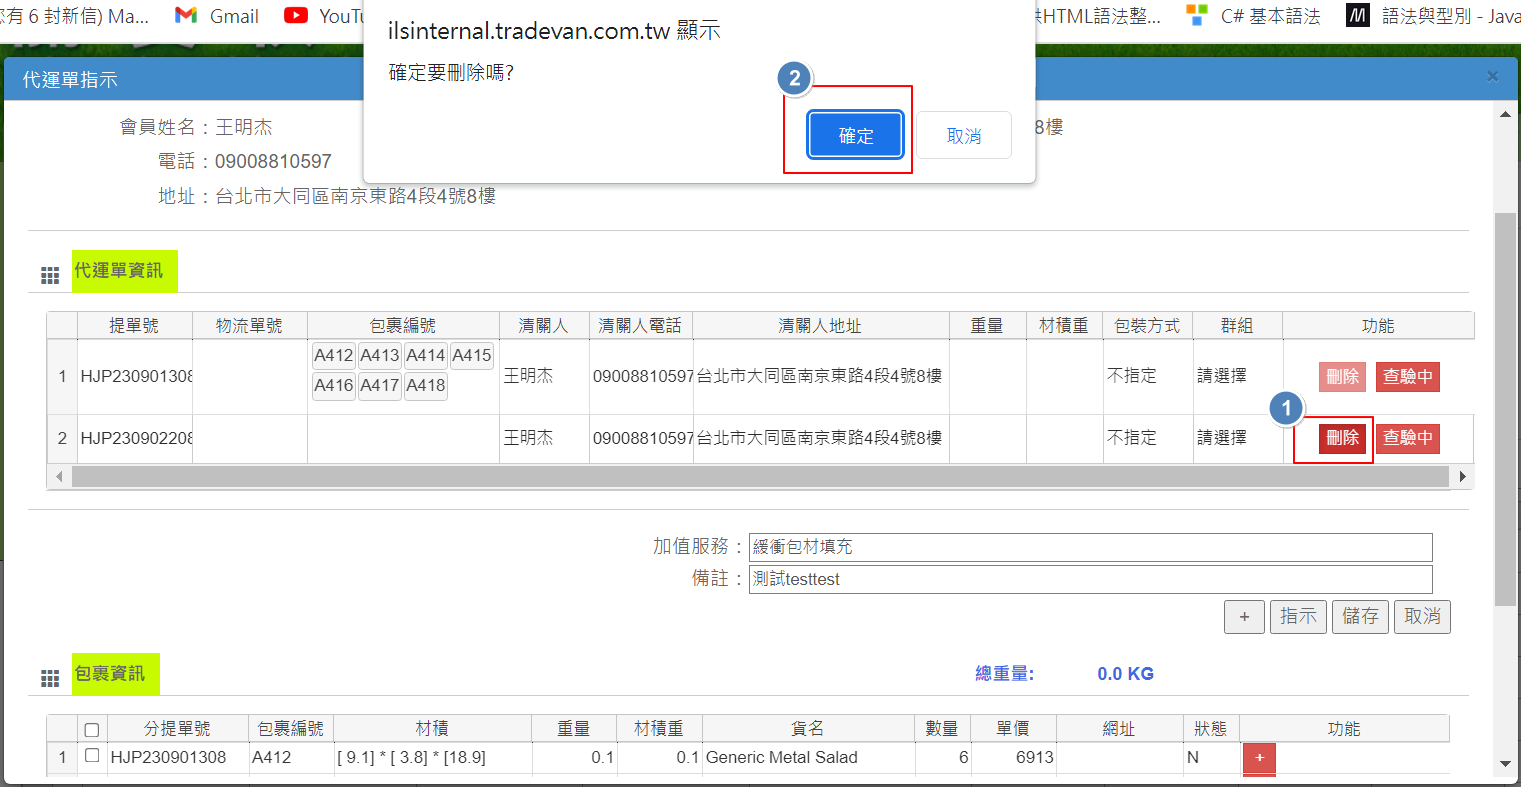 您有 6 封新信) Ma...
Gmail
YouTu
HTML語法整...
C# 基本語法
語法與型別 - Java
ilsinternal.tradevan.com.tw 顯示
確定要刪除嗎?
2
確定
取消
代運單指示
×
會員姓名：王明杰
8樓
電話：09008810597
地址：台北市大同區南京東路4段4號8樓
代運單資訊
提單號 物流單號 包裹編號 清關人 清關人電話 清關人地址 重量 材積重 包裝方式 群組 功能
1 HJP230901308 A412 A413 A414 A415 A416 A417 A418 王明杰 09008810597 台北市大同區南京東路4段4號8樓 不指定 請選擇 刪除 查驗中
1
2 HJP230902208 王明杰 09008810597 台北市大同區南京東路4段4號8樓 不指定 請選擇 刪除 查驗中
加值服務：緩衝包材填充
備註：測試testtest
+ 指示 儲存 取消
包裹資訊
總重量: 0.0 KG
分提單號 包裹編號 材積 重量 材積重 貨名 數量 單價 網址 狀態 功能
1 HJP230901308 A412 [ 9.1] * [ 3.8] * [18.9] 0.1 0.1 Generic Metal Salad 6 6913 N +